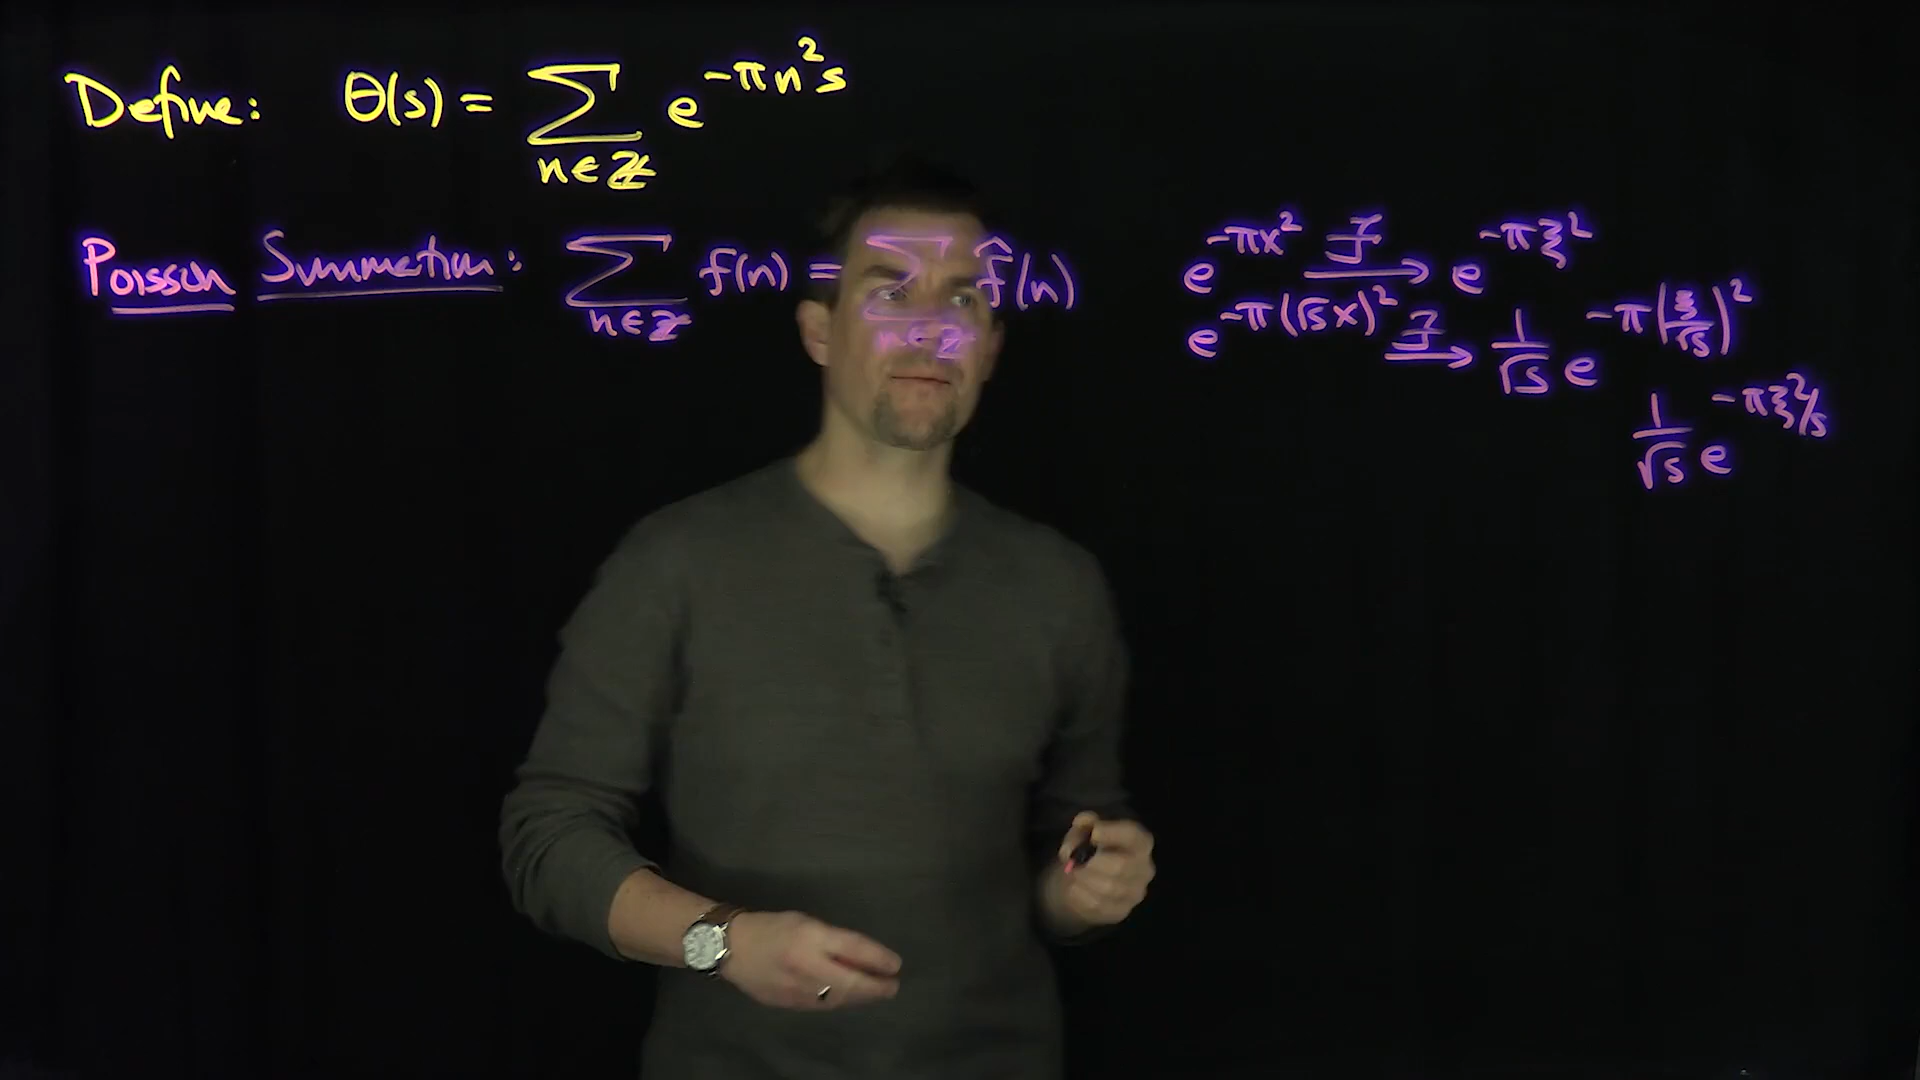 Define: θ(s) = ∑_{n∈ℤ} e^{-πn²s}
Poisson Summation: ∑_{n∈ℤ} f(n) = ∑_{n∈ℤ} f̂(n)
e^{-πx²} —ℱ→ e^{-πξ²}
e^{-π(√s x)²} —ℱ→ 1/√s e^{-π(ξ/√s)²}
1/√s e^{-πξ²/s}